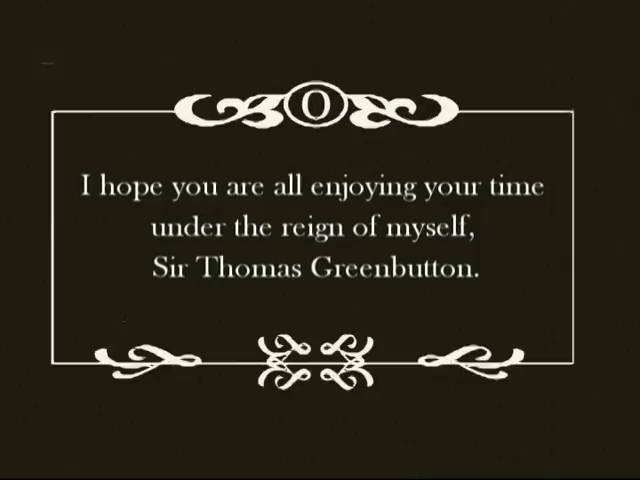 O
I hope you are all enjoying your time
under the reign of myself,
Sir Thomas Greenbutton.